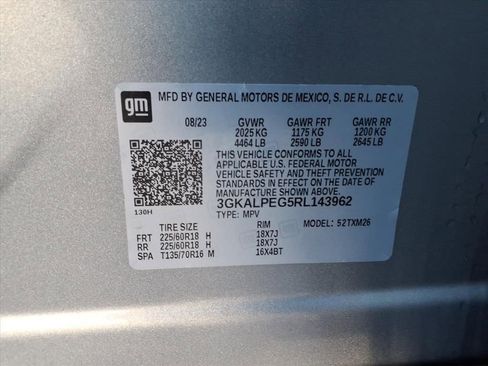 gm
MFD BY GENERAL MOTORS DE MEXICO, S. DE R.L. DE C.V.
08/23 GVWR GAWR FRT GAWR RR
2025 KG 1175 KG 1200 KG
4464 LB 2590 LB 2645 LB
THIS VEHICLE CONFORMS TO ALL
APPLICABLE U.S. FEDERAL MOTOR
VEHICLE SAFETY AND THEFT PREVENTION
STANDARDS IN EFFECT ON THE DATE OF
MANUFACTURE SHOWN ABOVE.
3GKALPEG5RL143962
130H TYPE: MPV MODEL: 52TXM26
TIRE SIZE RIM
FRT 225/60R18 H 18X7J
RR 225/60R18 H 18X7J
SPA T135/70R16 M 16X4BT